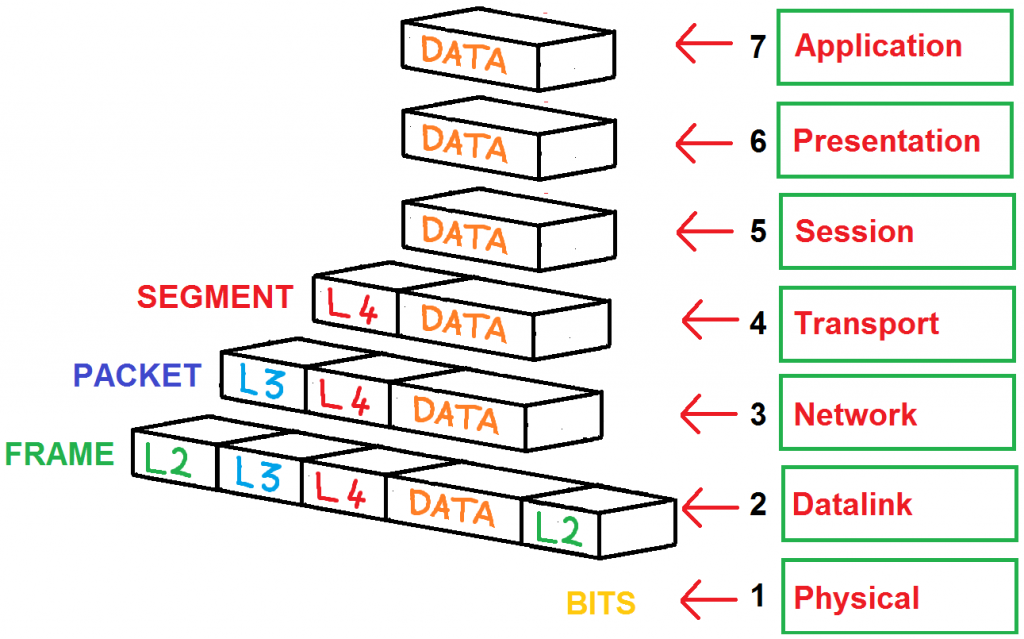 DATA 7 Application
DATA 6 Presentation
DATA 5 Session
SEGMENT L4 DATA 4 Transport
PACKET L3 L4 DATA 3 Network
FRAME L2 L3 L4 DATA L2 2 Datalink
BITS 1 Physical